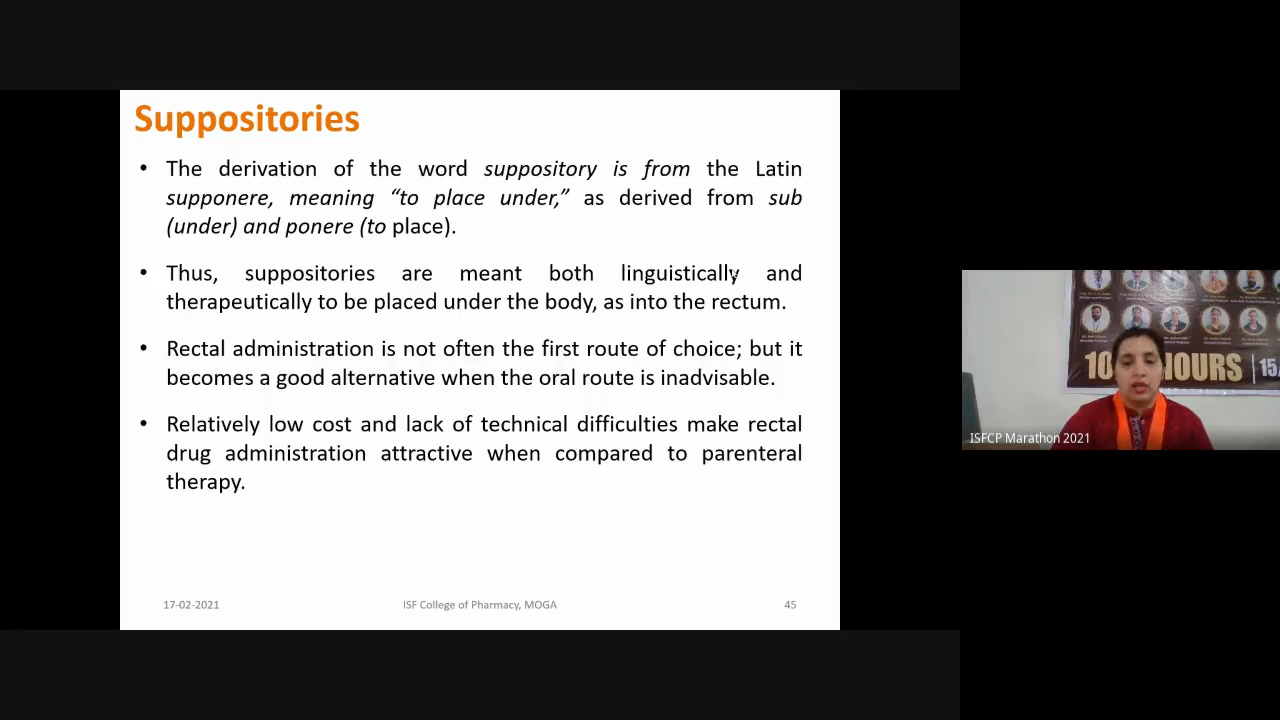 Suppositories
• The derivation of the word suppository is from the Latin
supponere, meaning “to place under,” as derived from sub
(under) and ponere (to place).
• Thus, suppositories are meant both linguistically and
therapeutically to be placed under the body, as into the rectum.
• Rectal administration is not often the first route of choice; but it
becomes a good alternative when the oral route is inadvisable.
• Relatively low cost and lack of technical difficulties make rectal
drug administration attractive when compared to parenteral
therapy.
17-02-2021 ISF College of Pharmacy, MOGA 45
HOURS
ISFCP Marathon 2021